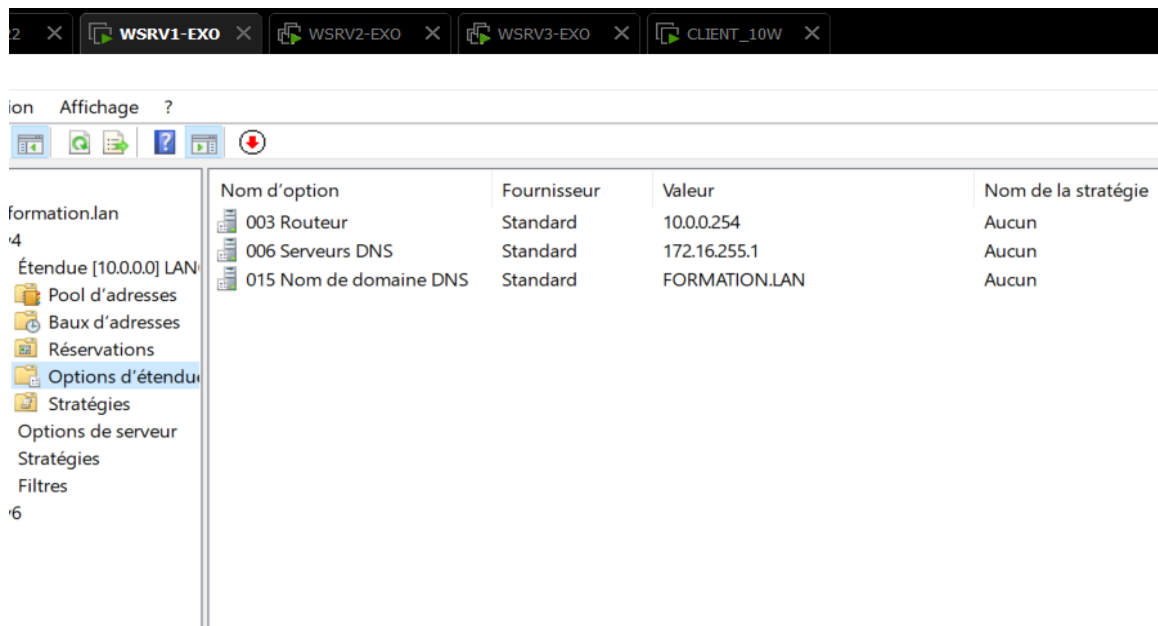 22 WSRV1-EXO WSRV2-EXO WSRV3-EXO CLIENT_10W
ion Affichage ?
Nom d'option Fournisseur Valeur Nom de la stratégie
003 Routeur Standard 10.0.0.254 Aucun
006 Serveurs DNS Standard 172.16.255.1 Aucun
015 Nom de domaine DNS Standard FORMATION.LAN Aucun
formation.lan
v4
Étendue [10.0.0.0] LAN
Pool d'adresses
Baux d'adresses
Réservations
Options d'étendu
Stratégies
Options de serveur
Stratégies
Filtres
v6